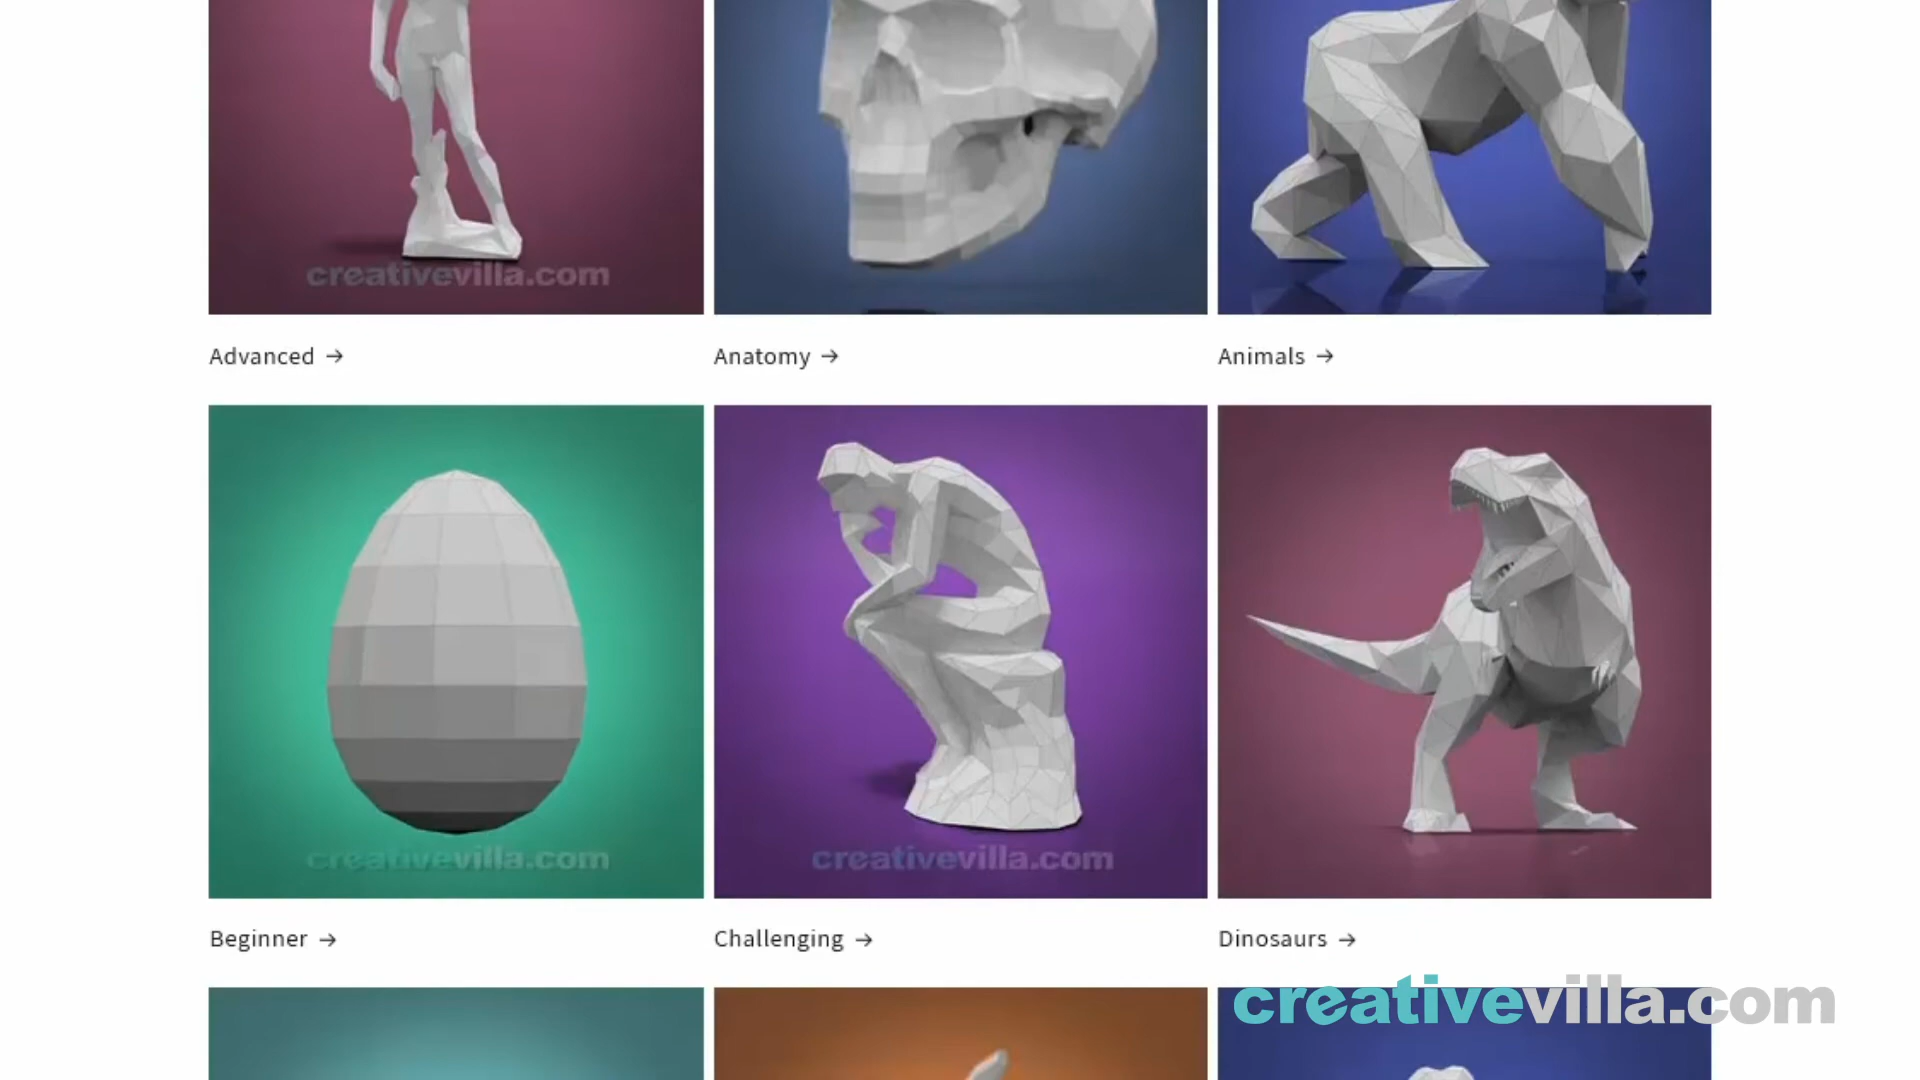 creativevilla.com
Advanced →
Anatomy →
Animals →
creativevilla.com
creativevilla.com
Beginner →
Challenging →
Dinosaurs →
creativevilla.com